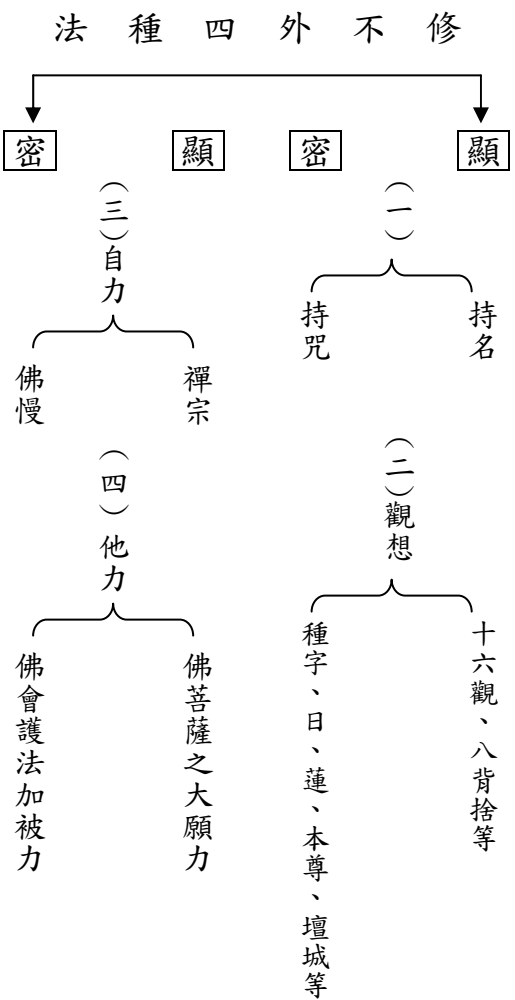 修不外四種法
顯
密
顯
密
（一）
持名
持咒
（二）觀想
十六觀、八背捨等
種字、日、蓮、本尊、壇城等
（三）自力
禪宗
佛慢
（四）他力
佛菩薩之大願力
佛會護法加被力